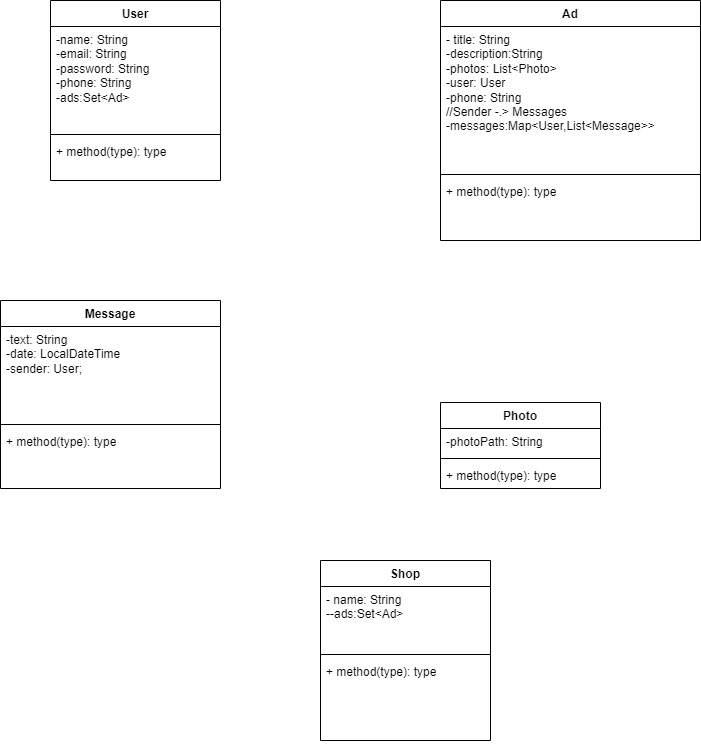 User
-name: String
-email: String
-password: String
-phone: String
-ads:Set<Ad>
+ method(type): type
Ad
- title: String
-description:String
-photos: List<Photo>
-user: User
-phone: String
//Sender -.> Messages
-messages:Map<User,List<Message>>
+ method(type): type
Message
-text: String
-date: LocalDateTime
-sender: User;
+ method(type): type
Photo
-photoPath: String
+ method(type): type
Shop
- name: String
--ads:Set<Ad>
+ method(type): type